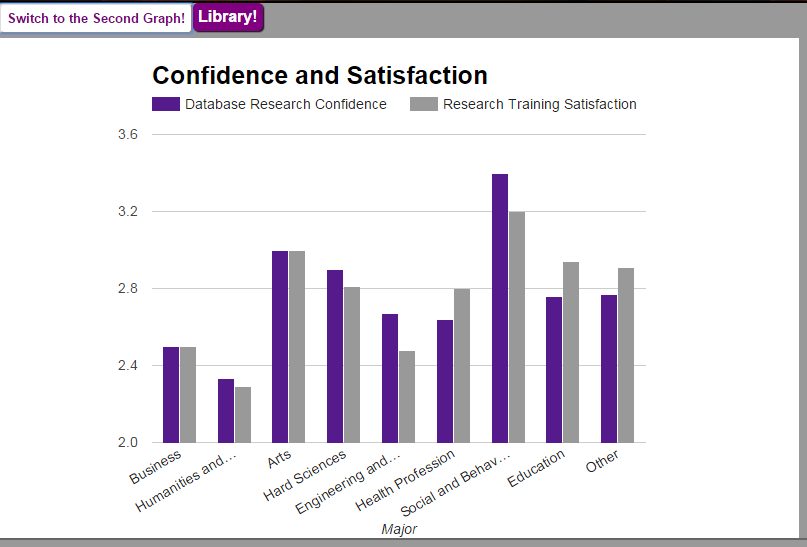 Switch to the Second Graph! Library!
Confidence and Satisfaction
Database Research Confidence Research Training Satisfaction
3.6
3.2
2.8
2.4
2.0
Business
Humanities and...
Arts
Hard Sciences
Engineering and...
Health Profession
Social and Behav...
Education
Other
Major